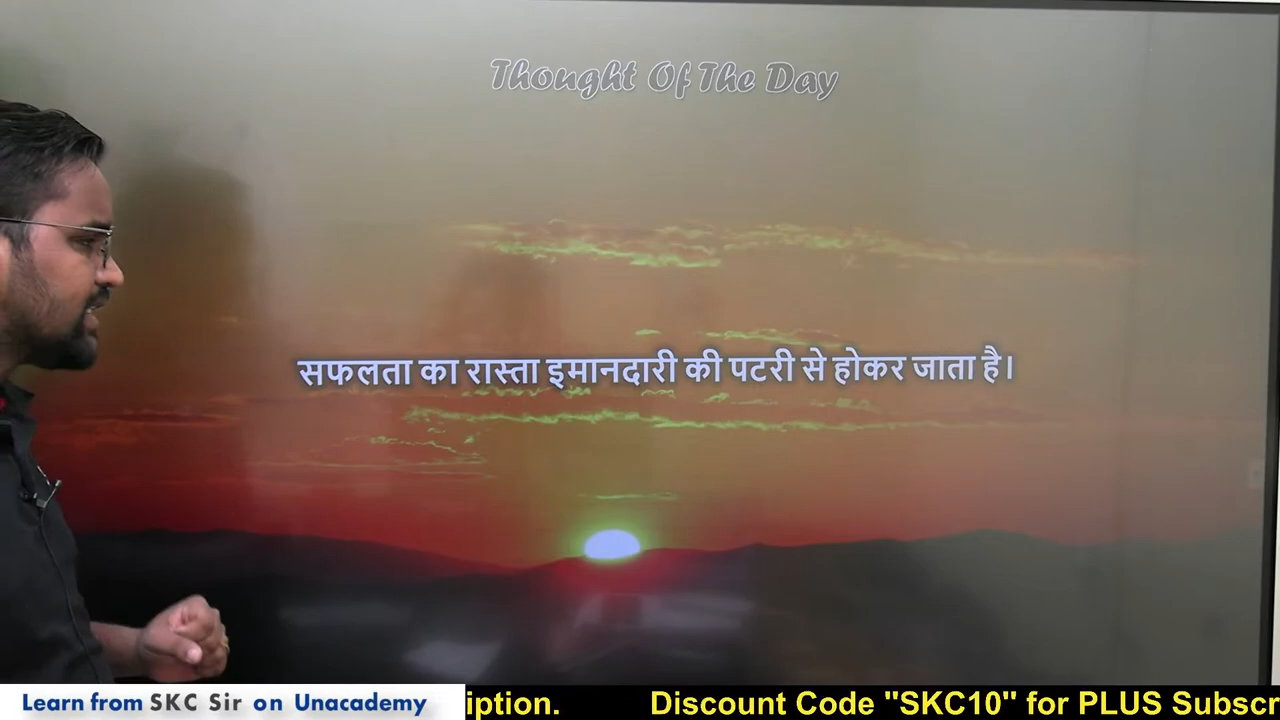 Thought Of The Day
सफलता का रास्ता इमानदारी की पटरी से होकर जाता है।
Learn from SKC Sir on Unacademy
iption. Discount Code "SKC10" for PLUS Subscr